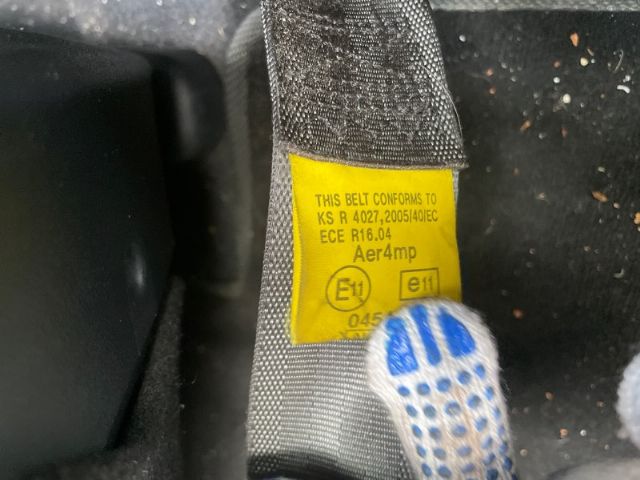 THIS BELT CONFORMS TO
KS R 4027,2005/40/EC
ECE R16.04
Aer4mp
E11 e11